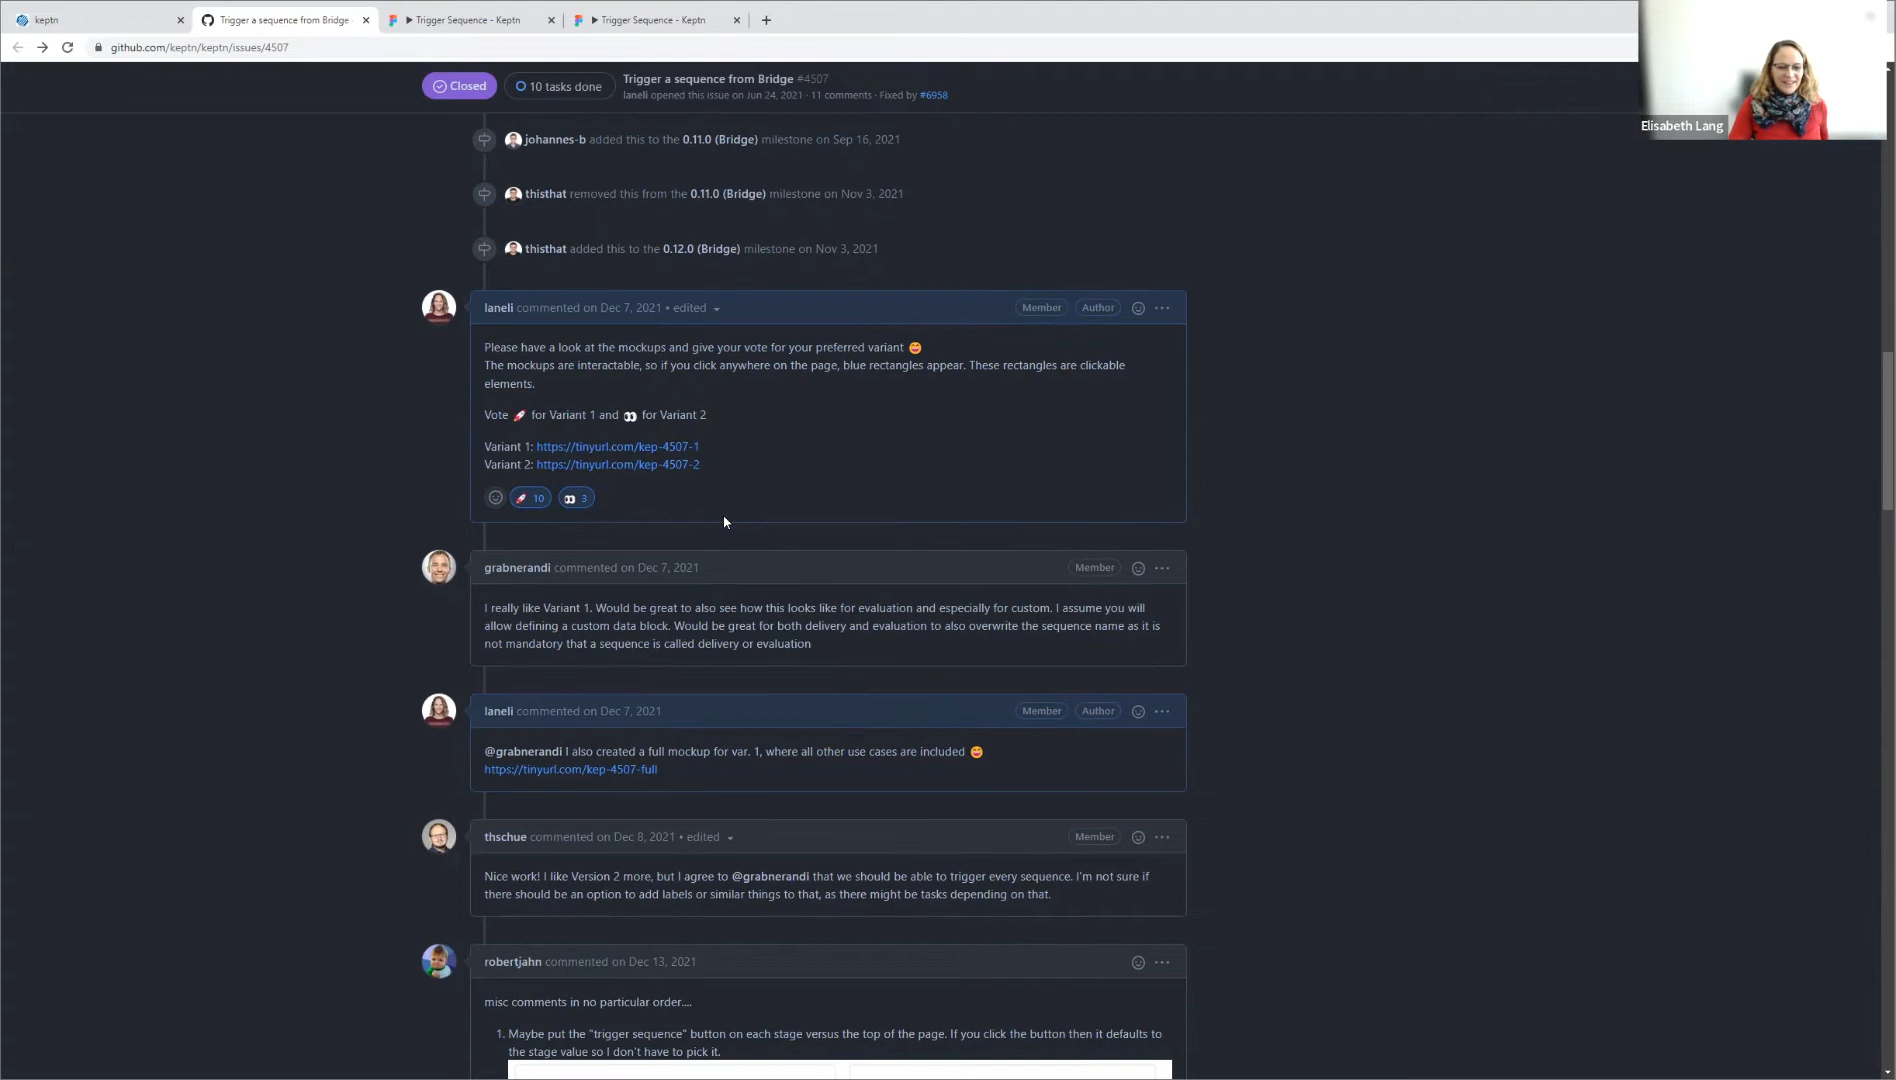 keptn
Trigger a sequence from Bridge
Trigger Sequence - Keptn
Trigger Sequence - Keptn
github.com/keptn/keptn/issues/4507
Elisabeth Lang
Closed
10 tasks done
Trigger a sequence from Bridge #4507
laneli opened this issue on Jun 24, 2021 · 11 comments · Fixed by #6958
johannes-b added this to the 0.11.0 (Bridge) milestone on Sep 16, 2021
thisthat removed this from the 0.11.0 (Bridge) milestone on Nov 3, 2021
thisthat added this to the 0.12.0 (Bridge) milestone on Nov 3, 2021
laneli commented on Dec 7, 2021 • edited
Member
Author
Please have a look at the mockups and give your vote for your preferred variant 😄
The mockups are interactable, so if you click anywhere on the page, blue rectangles appear. These rectangles are clickable
elements.
Vote 🚀 for Variant 1 and 👀 for Variant 2
Variant 1: https://tinyurl.com/kep-4507-1
Variant 2: https://tinyurl.com/kep-4507-2
🚀 10 👀 3
grabnerandi commented on Dec 7, 2021
Member
I really like Variant 1. Would be great to also see how this looks like for evaluation and especially for custom. I assume you will
allow defining a custom data block. Would be great for both delivery and evaluation to also overwrite the sequence name as it is
not mandatory that a sequence is called delivery or evaluation
laneli commented on Dec 7, 2021
Member
Author
@grabnerandi I also created a full mockup for var. 1, where all other use cases are included 😄
https://tinyurl.com/kep-4507-full
thschue commented on Dec 8, 2021 • edited
Member
Nice work! I like Version 2 more, but I agree to @grabnerandi that we should be able to trigger every sequence. I'm not sure if
there should be an option to add labels or similar things to that, as there might be tasks depending on that.
robertjahn commented on Dec 13, 2021
misc comments in no particular order....
1. Maybe put the "trigger sequence" button on each stage versus the top of the page. If you click the button then it defaults to
the stage value so I don't have to pick it.